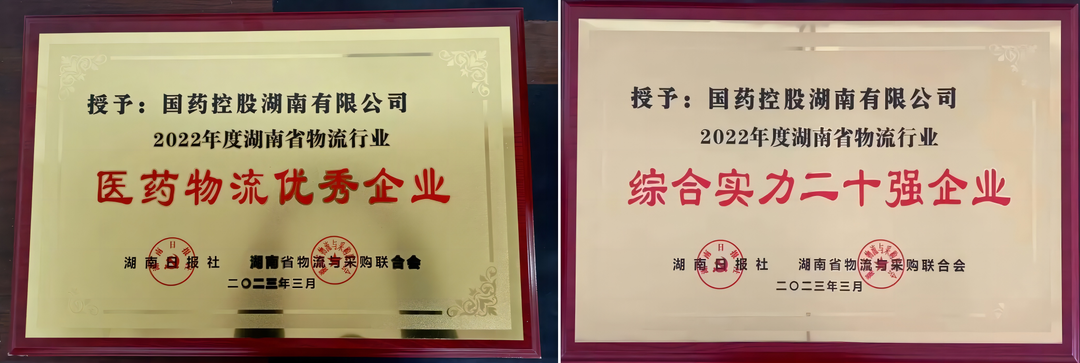 授予：国药控股湖南有限公司
2022年度湖南省物流行业
医药物流优秀企业
湖南日报社 湖南省物流与采购联合会
二〇二三年三月
授予：国药控股湖南有限公司
2022年度湖南省物流行业
综合实力二十强企业
湖南日报社 湖南省物流与采购联合会
二〇二三年三月